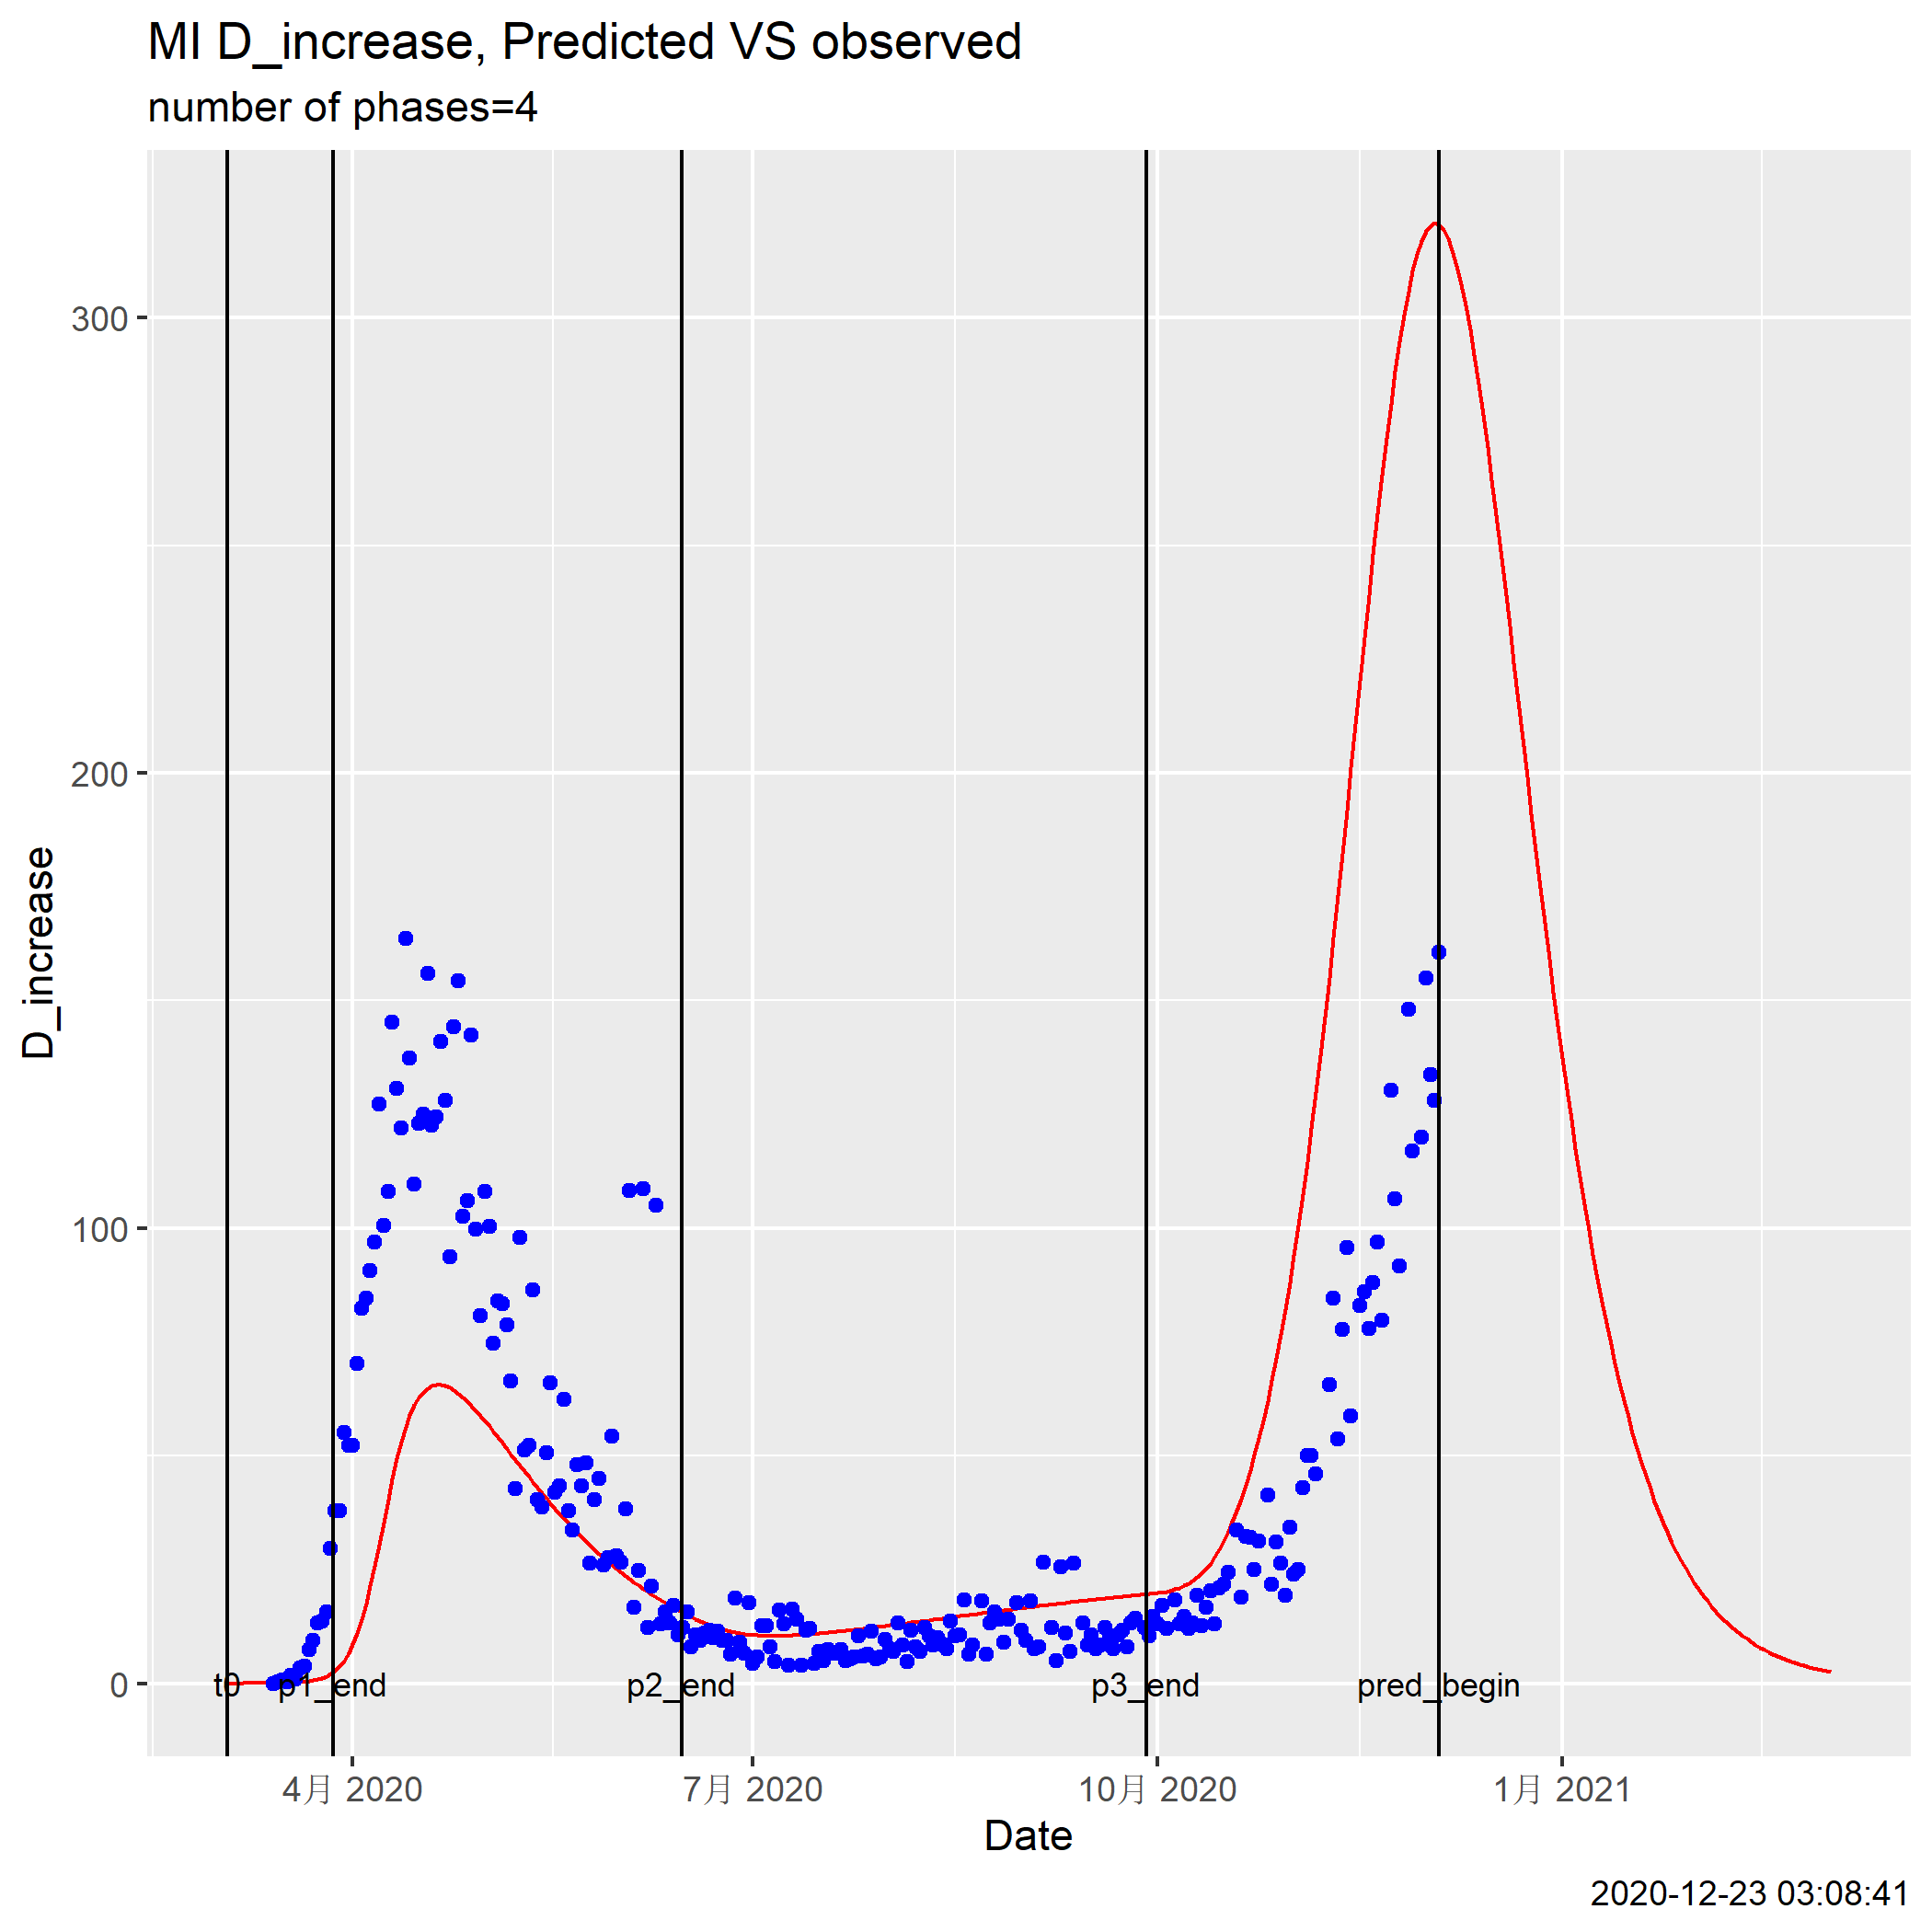 MI D_increase, Predicted VS observed
number of phases=4
D_increase
300
200
100
0
t0
p1_end
p2_end
p3_end
pred_begin
4月 2020
7月 2020
10月 2020
1月 2021
Date
2020-12-23 03:08:41